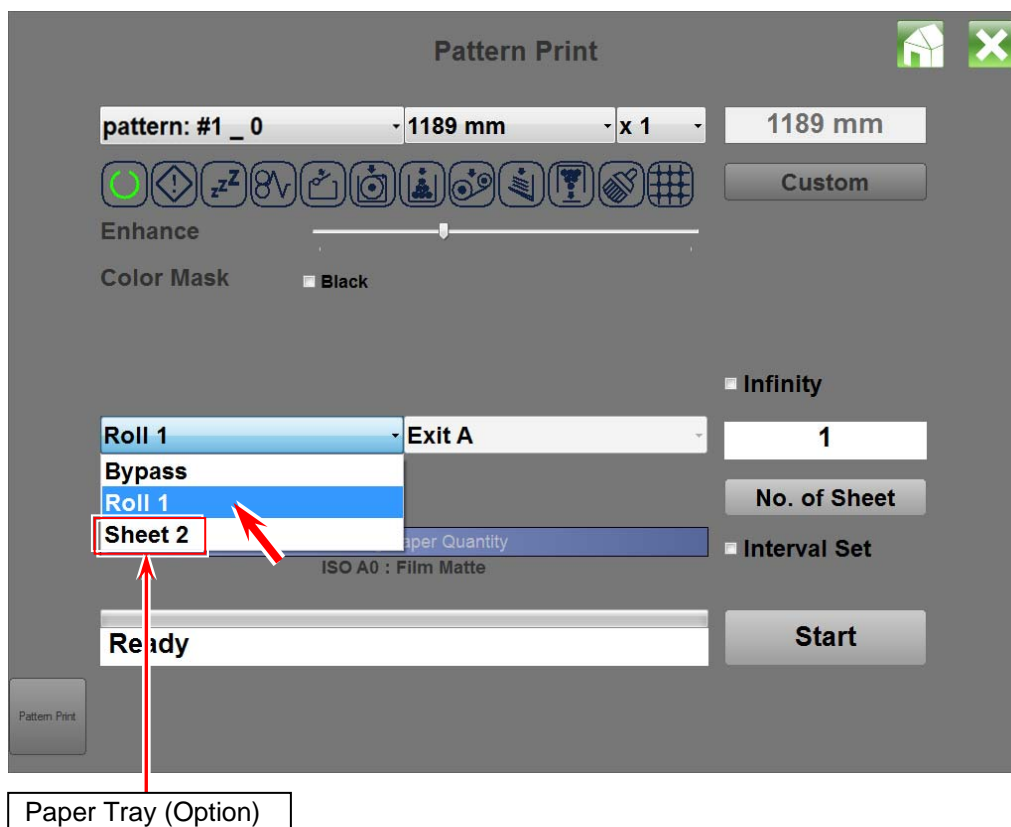 Pattern Print
pattern: #1 _ 0 1189 mm x 1 1189 mm
zzZ
Custom
Enhance
Color Mask Black
Infinity
Roll 1 Exit A 1
Bypass
Roll 1 No. of Sheet
Sheet 2
Quantity Interval Set
ISO A0 : Film Matte
Ready Start
Pattern Print
Paper Tray (Option)